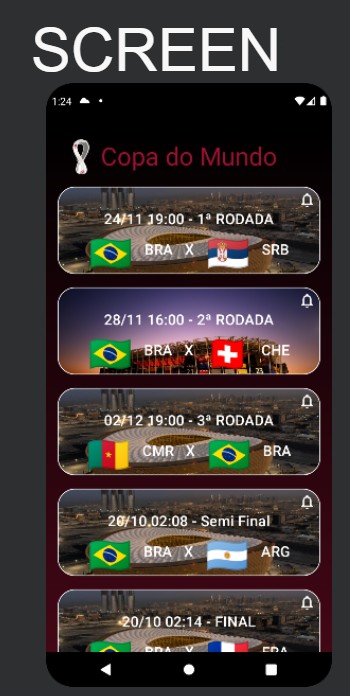 SCREEN
1:24
Copa do Mundo
24/11 19:00 - 1ª RODADA
BRA X SRB
28/11 16:00 - 2ª RODADA
BRA X CHE
02/12 19:00 - 3ª RODADA
CMR X BRA
20/10 02:08 - Semi Final
BRA X ARG
20/10 02:14 - FINAL
BRA X FRA